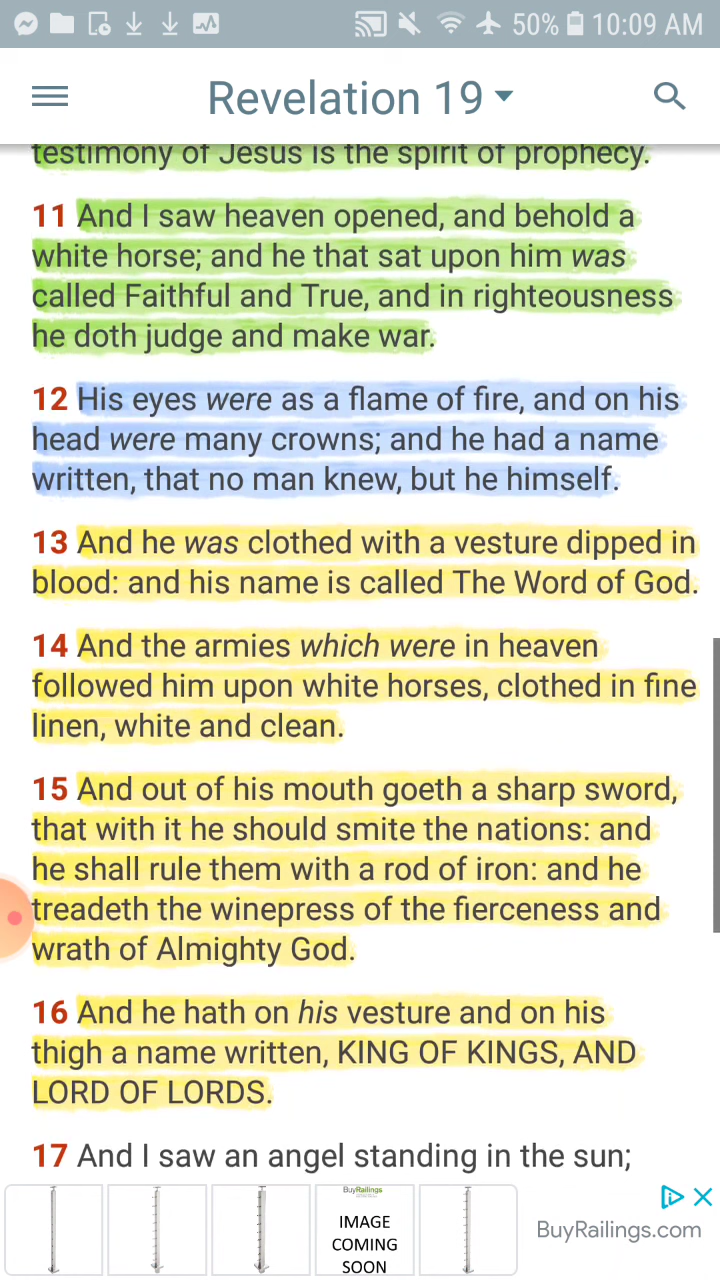 50% 10:09 AM
Revelation 19
testimony of Jesus is the spirit of prophecy.
11 And I saw heaven opened, and behold a
white horse; and he that sat upon him was
called Faithful and True, and in righteousness
he doth judge and make war.
12 His eyes were as a flame of fire, and on his
head were many crowns; and he had a name
written, that no man knew, but he himself.
13 And he was clothed with a vesture dipped in
blood: and his name is called The Word of God.
14 And the armies which were in heaven
followed him upon white horses, clothed in fine
linen, white and clean.
15 And out of his mouth goeth a sharp sword,
that with it he should smite the nations: and
he shall rule them with a rod of iron: and he
treadeth the winepress of the fierceness and
wrath of Almighty God.
16 And he hath on his vesture and on his
thigh a name written, KING OF KINGS, AND
LORD OF LORDS.
17 And I saw an angel standing in the sun;
BuyRailings
IMAGE
COMING
SOON
BuyRailings.com